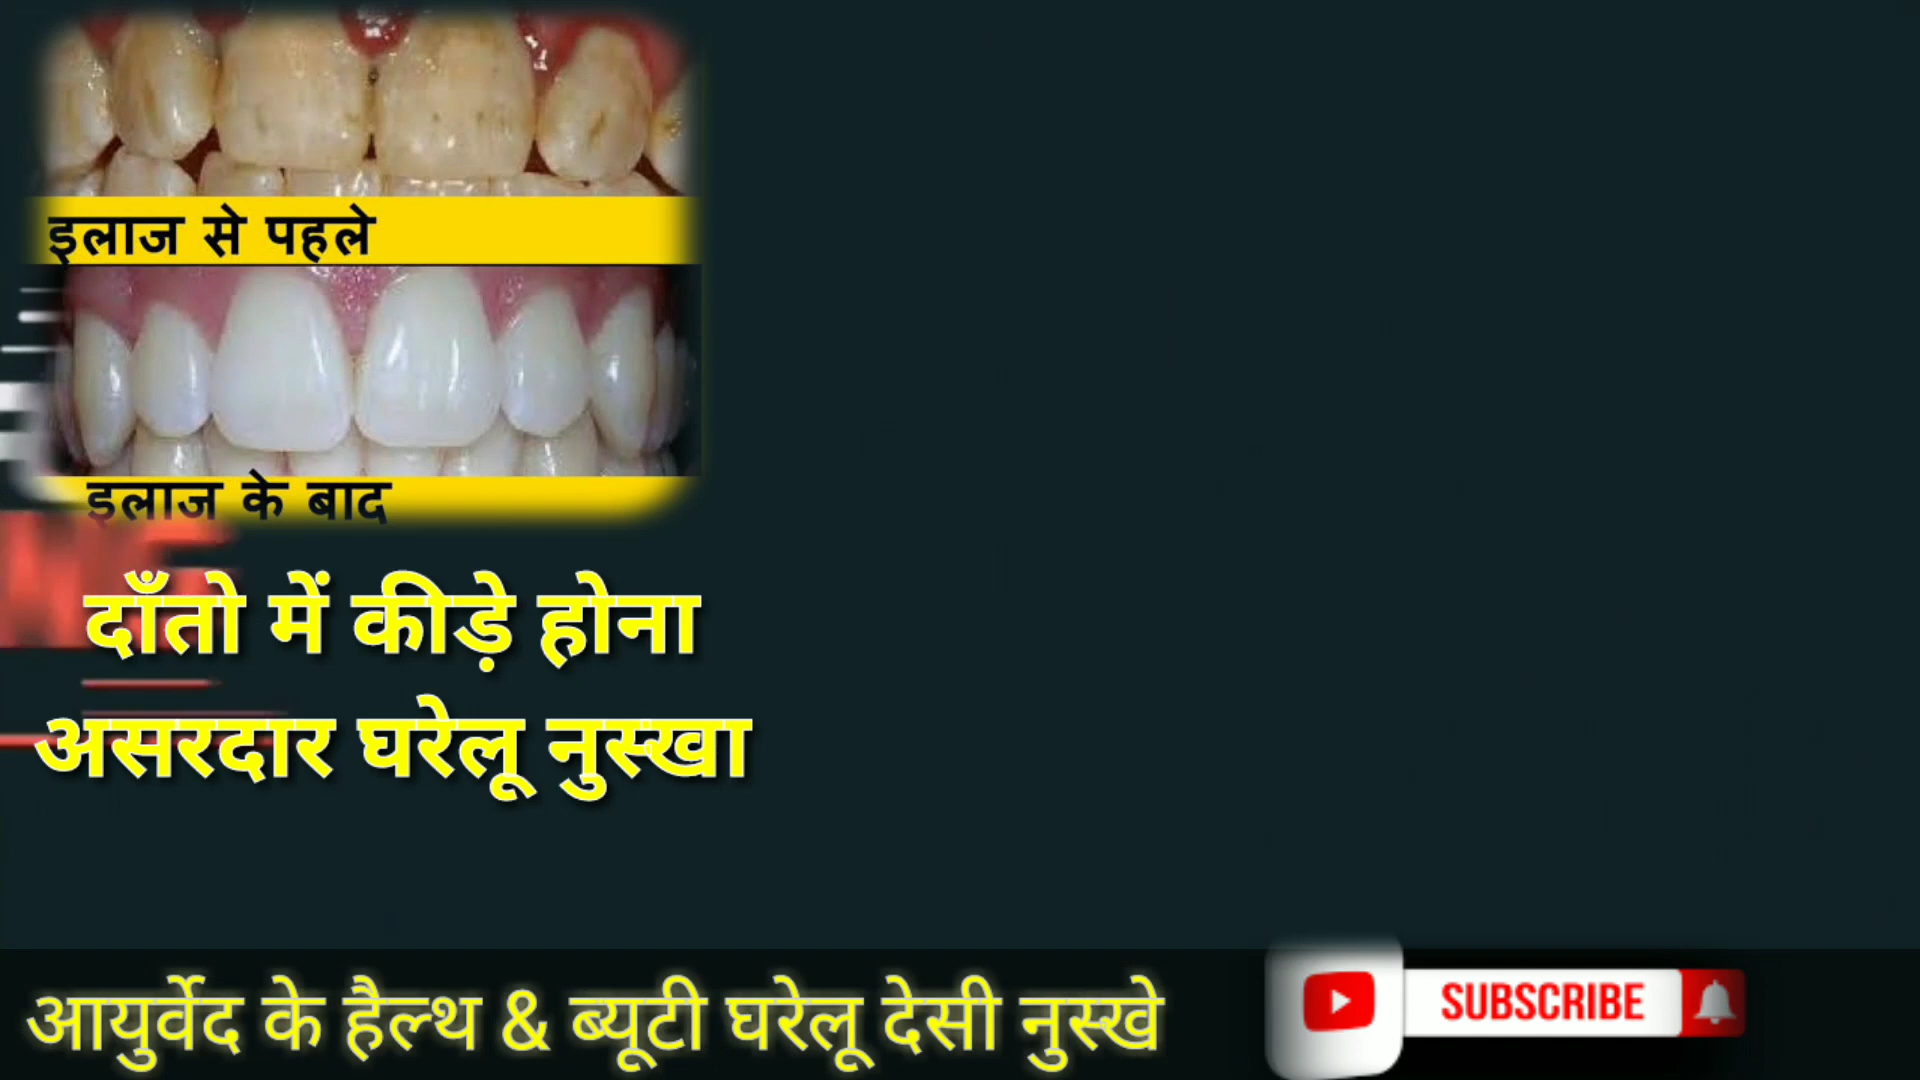 इलाज से पहले
इलाज के बाद
दाँतो में कीड़े होना
असरदार घरेलू नुस्खा
आयुर्वेद के हैल्थ & ब्यूटी घरेलू देसी नुस्खे
SUBSCRIBE